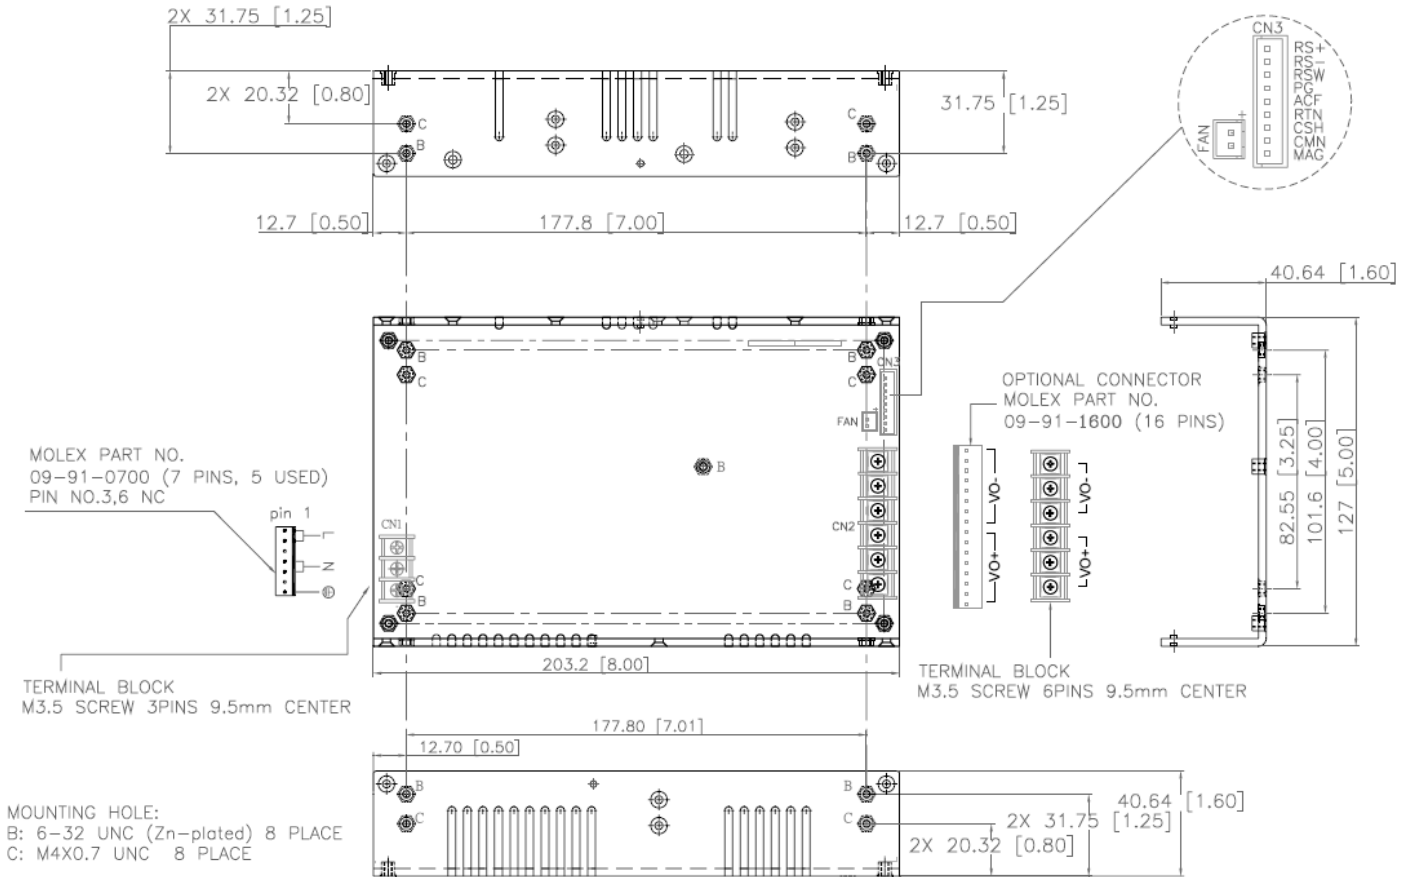 2X 31.75 [1.25]
2X 20.32 [0.80]
C
B
C
B
31.75 [1.25]
12.7 [0.50]
177.8 [7.00]
12.7 [0.50]
CN3
RS+
RS-
RSW
PG
ACF
RTN
CSH
CMN
MAG
FAN
+
40.64 [1.60]
B
C
B
C
CN3
FAN
+
B
CN2
CN1
C
B
C
B
203.2 [8.00]
MOLEX PART NO.
09-91-0700 (7 PINS, 5 USED)
PIN NO.3,6 NC
pin 1
L
N
TERMINAL BLOCK
M3.5 SCREW 3PINS 9.5mm CENTER
OPTIONAL CONNECTOR
MOLEX PART NO.
09-91-1600 (16 PINS)
VO-
VO+
VO-
VO+
TERMINAL BLOCK
M3.5 SCREW 6PINS 9.5mm CENTER
82.55 [3.25]
101.6 [4.00]
127 [5.00]
177.80 [7.01]
12.70 [0.50]
B
C
B
C
40.64 [1.60]
2X 31.75 [1.25]
2X 20.32 [0.80]
MOUNTING HOLE:
B: 6-32 UNC (Zn-plated) 8 PLACE
C: M4X0.7 UNC 8 PLACE